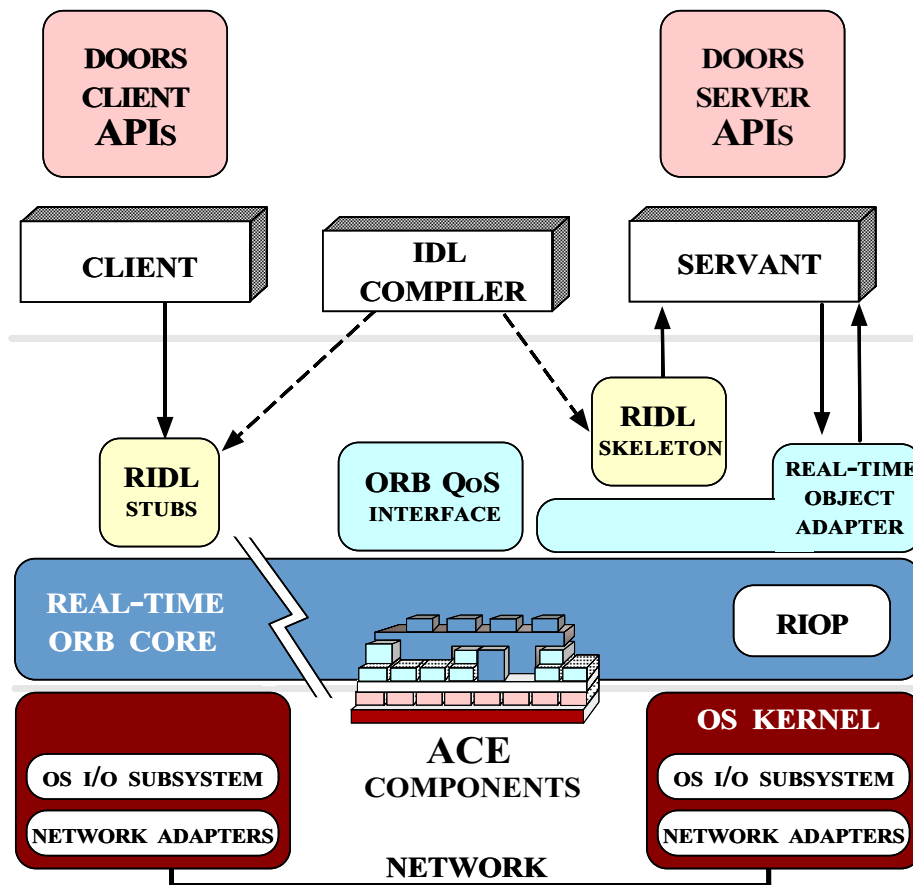 DOORS
CLIENT
APIS
DOORS
SERVER
APIS
CLIENT
IDL
COMPILER
SERVANT
RIDL
SKELETON
RIDL
STUBS
ORB QOS
INTERFACE
REAL-TIME
OBJECT
ADAPTER
REAL-TIME
ORB CORE
RIOP
OS KERNEL
OS I/O SUBSYSTEM
NETWORK ADAPTERS
ACE
COMPONENTS
OS I/O SUBSYSTEM
NETWORK ADAPTERS
NETWORK